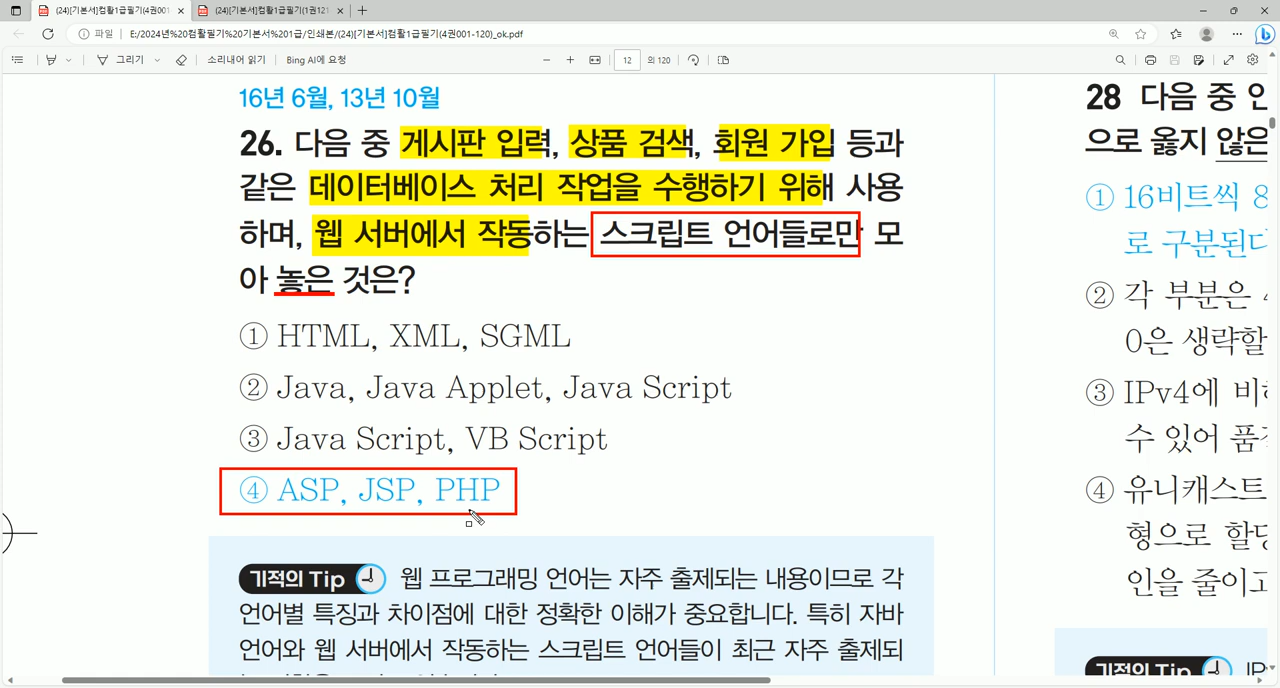 (24)[기본서]컴활1급필기(4권001
(24)[기본서]컴활1급필기(1권121
파일
E:/2024년%20컴활필기%20기본서%201급/인쇄본/(24)[기본서]컴활1급필기(4권001-120)_ok.pdf
그리기
소리내어 읽기
Bing AI에 요청
12
의 120
16년 6월, 13년 10월
26. 다음 중 게시판 입력, 상품 검색, 회원 가입 등과
같은 데이터베이스 처리 작업을 수행하기 위해 사용
하며, 웹 서버에서 작동하는 스크립트 언어들로만 모
아 놓은 것은?
① HTML, XML, SGML
② Java, Java Applet, Java Script
③ Java Script, VB Script
④ ASP, JSP, PHP
기적의 Tip 웹 프로그래밍 언어는 자주 출제되는 내용이므로 각
언어별 특징과 차이점에 대한 정확한 이해가 중요합니다. 특히 자바
언어와 웹 서버에서 작동하는 스크립트 언어들이 최근 자주 출제되
28 다음 중 인
으로 옳지 않은
① 16비트씩 8
로 구분된다
② 각 부분은
0은 생략할
③ IPv4에 비
수 있어 품
④ 유니캐스트
형으로 할당
인을 줄이고
기적의 Tip